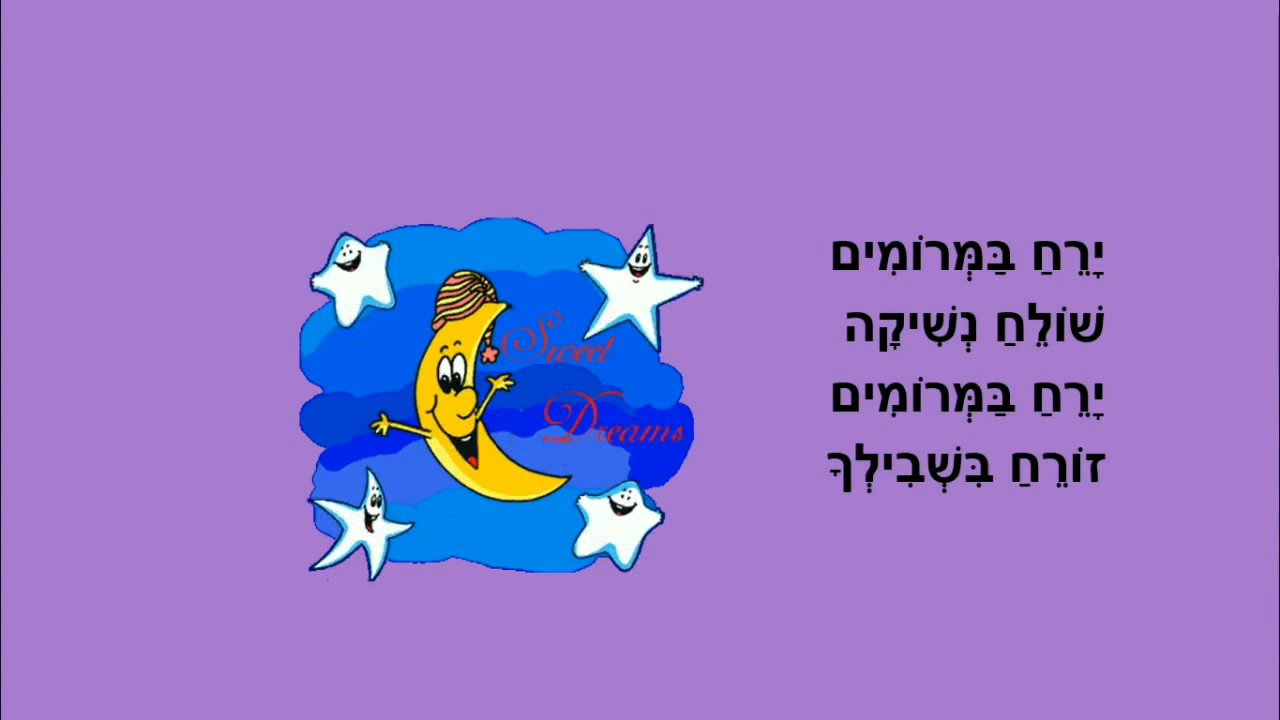 Sweet
Dreams
יָרֵחַ בַּמְּרוֹמִים
שׁוֹלֵחַ נְשִׁיקָה
יָרֵחַ בַּמְּרוֹמִים
זוֹרֵחַ בִּשְׁבִילְךָ